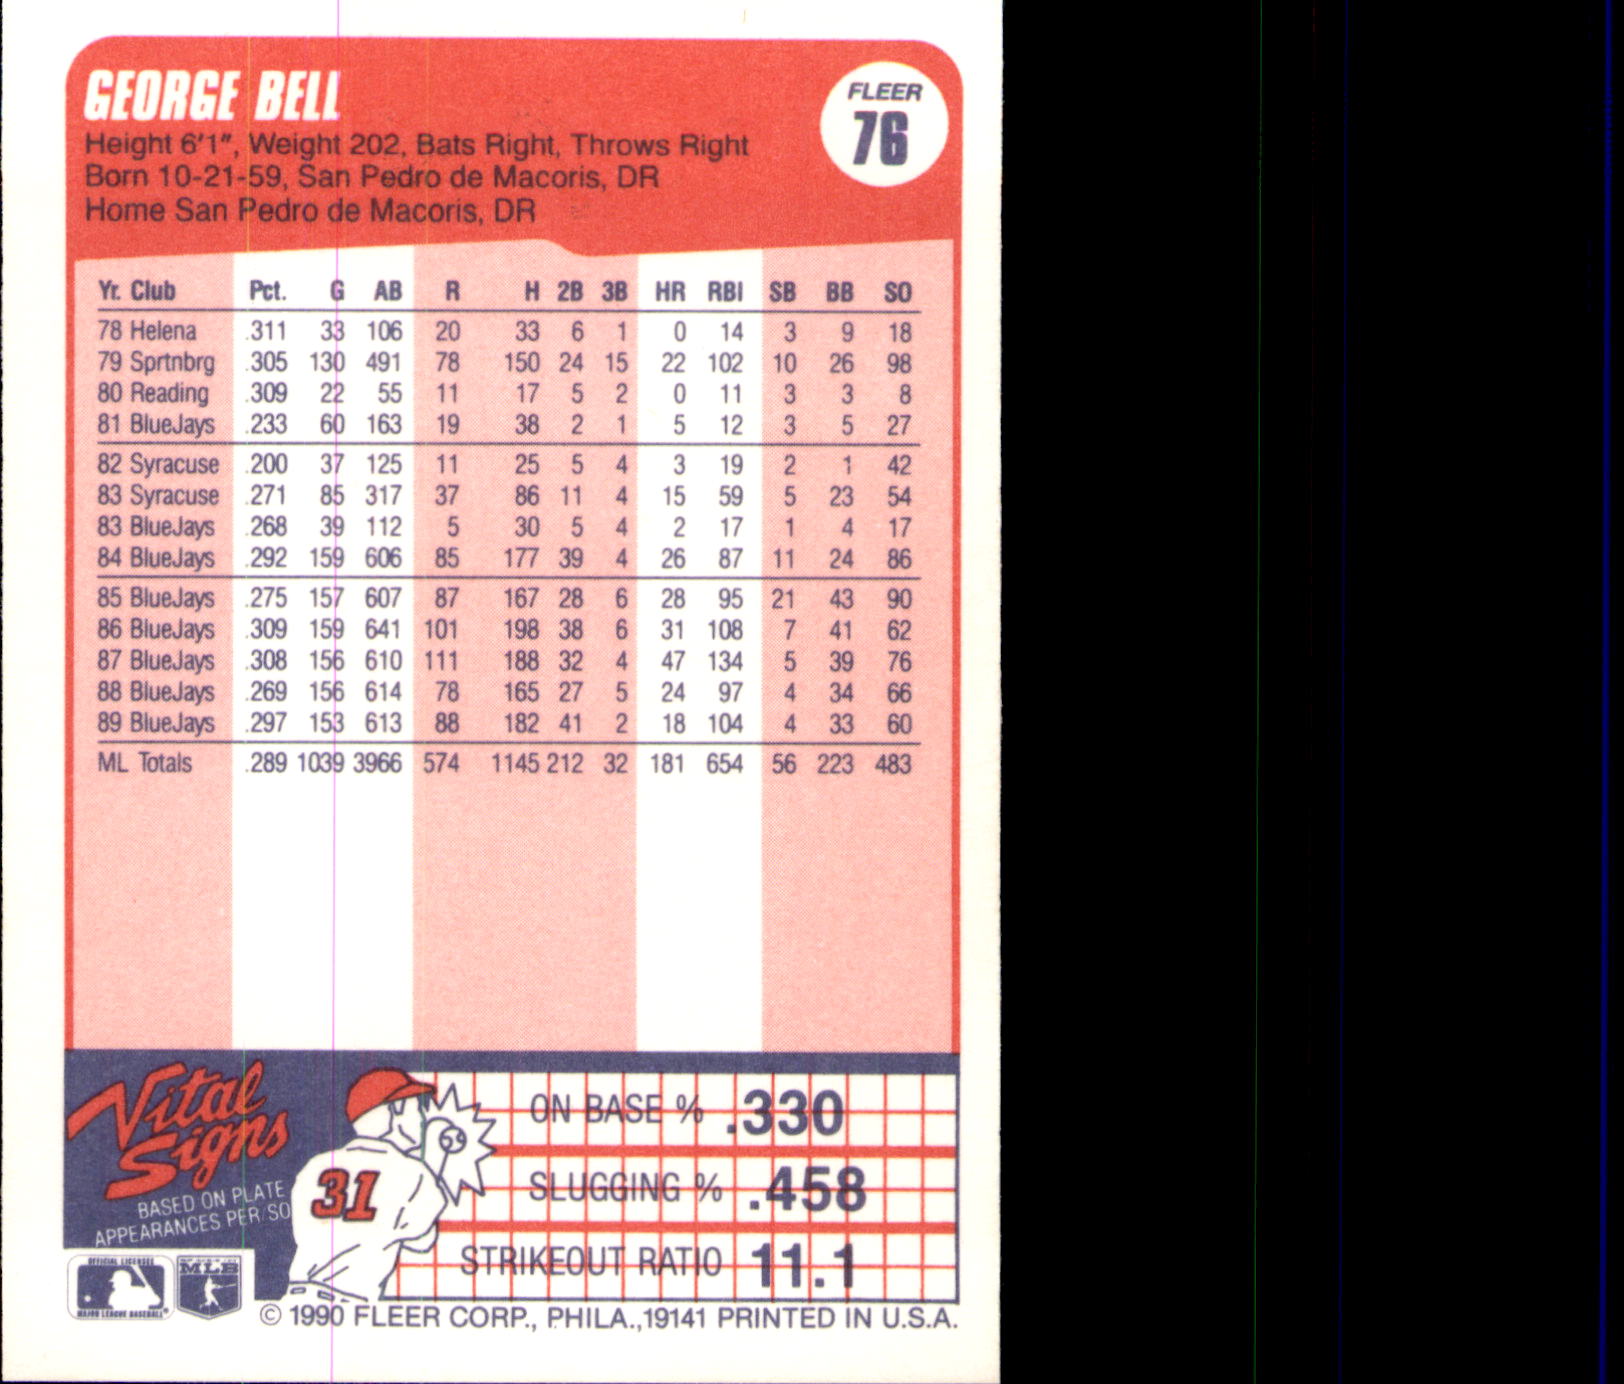 GEORGE BELL
FLEER
76
Height 6'1", Weight 202, Bats Right, Throws Right
Born 10-21-59, San Pedro de Macoris, DR
Home San Pedro de Macoris, DR
Yr. Club Pct. G AB R H 2B 3B HR RBI SB BB SO
78 Helena .311 33 106 20 33 6 1 0 14 3 9 18
79 Sprtnbrg .305 130 491 78 150 24 15 22 102 10 26 98
80 Reading .309 22 55 11 17 5 2 0 11 3 3 8
81 BlueJays .233 60 163 19 38 2 1 5 12 3 5 27
82 Syracuse .200 37 125 11 25 5 4 3 19 2 1 42
83 Syracuse .271 85 317 37 86 11 4 15 59 5 23 54
83 BlueJays .268 39 112 5 30 5 4 2 17 1 4 17
84 BlueJays .292 159 606 85 177 39 4 26 87 11 24 86
85 BlueJays .275 157 607 87 167 28 6 28 95 21 43 90
86 BlueJays .309 159 641 101 198 38 6 31 108 7 41 62
87 BlueJays .308 156 610 111 188 32 4 47 134 5 39 76
88 BlueJays .269 156 614 78 165 27 5 24 97 4 34 66
89 BlueJays .297 153 613 88 182 41 2 18 104 4 33 60
ML Totals .289 1039 3966 574 1145 212 32 181 654 56 223 483
Vital
Signs
BASED ON PLATE
APPEARANCES PER/SO
31
ON BASE % .330
SLUGGING % .458
STRIKEOUT RATIO 11.1
OFFICIAL LICENSEE
MAJOR LEAGUE BASEBALL®
MLB
© 1990 FLEER CORP., PHILA.,19141 PRINTED IN U.S.A.